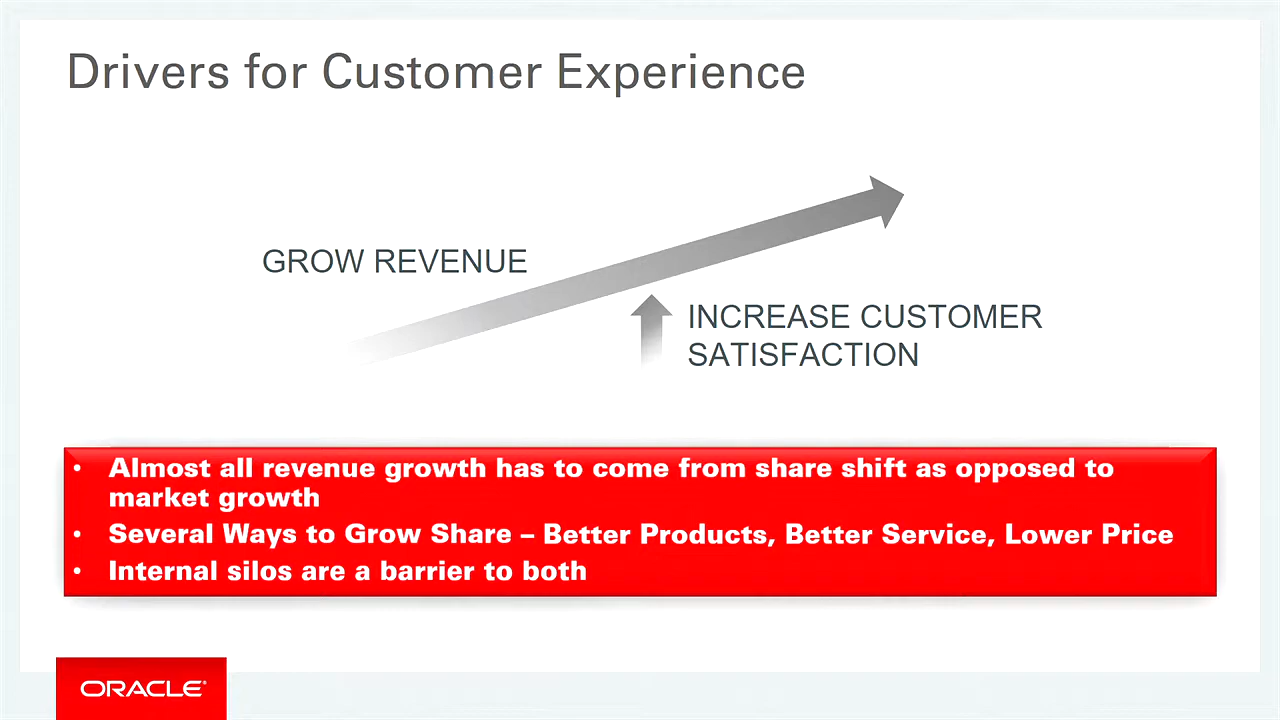 Drivers for Customer Experience
GROW REVENUE
INCREASE CUSTOMER
SATISFACTION
• Almost all revenue growth has to come from share shift as opposed to
market growth
• Several Ways to Grow Share – Better Products, Better Service, Lower Price
• Internal silos are a barrier to both
ORACLE®